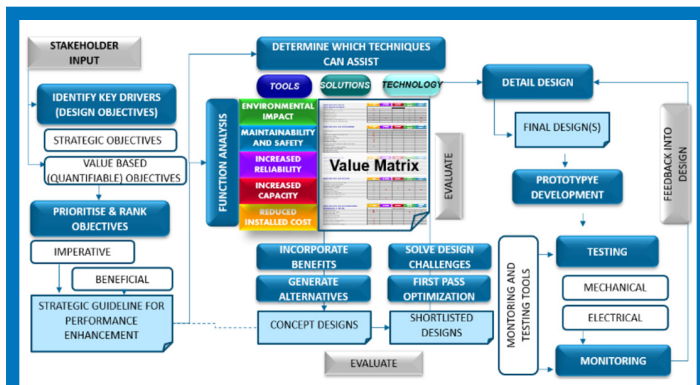 STAKEHOLDER
INPUT
IDENTIFY KEY DRIVERS
(DESIGN OBJECTIVES)
STRATEGIC OBJECTIVES
VALUE BASED
(QUANTIFIABLE) OBJECTIVES
PRIORITISE & RANK
OBJECTIVES
IMPERATIVE
BENEFICIAL
STRATEGIC GUIDELINE FOR
PERFORMANCE
ENHANCEMENT
DETERMINE WHICH TECHNIQUES
CAN ASSIST
TOOLS
SOLUTIONS
TECHNOLOGY
FUNCTION ANALYSIS
ENVIRONMENTAL
IMPACT
MAINTAINABILITY
AND SAFETY
INCREASED
RELIABILITY
INCREASED
CAPACITY
REDUCED
INSTALLED COST
Value Matrix
EVALUATE
INCORPORATE
BENEFITS
GENERATE
ALTERNATIVES
CONCEPT DESIGNS
SOLVE DESIGN
CHALLENGES
FIRST PASS
OPTIMIZATION
SHORTLISTED
DESIGNS
EVALUATE
DETAIL DESIGN
FINAL DESIGN(S)
PROTOTYPYE
DEVELOPMENT
TESTING
MECHANICAL
ELECTRICAL
MONITORING
MONTORING AND
TESTING TOOLS
FEEDBACK INTO
DESIGN